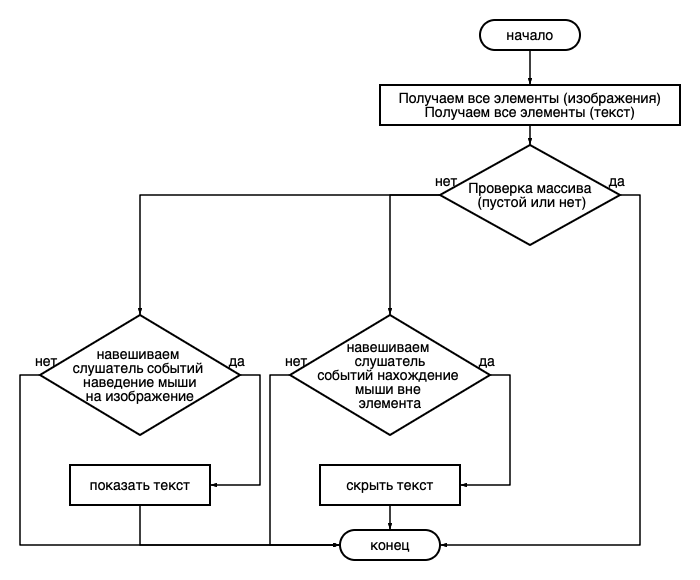 начало
Получаем все элементы (изображения)
Получаем все элементы (текст)
нет
да
Проверка массива
(пустой или нет)
нет
да
навешиваем
слушатель событий
наведение мыши
на изображение
нет
да
навешиваем
слушатель
событий нахождение
мыши вне
элемента
показать текст
скрыть текст
конец